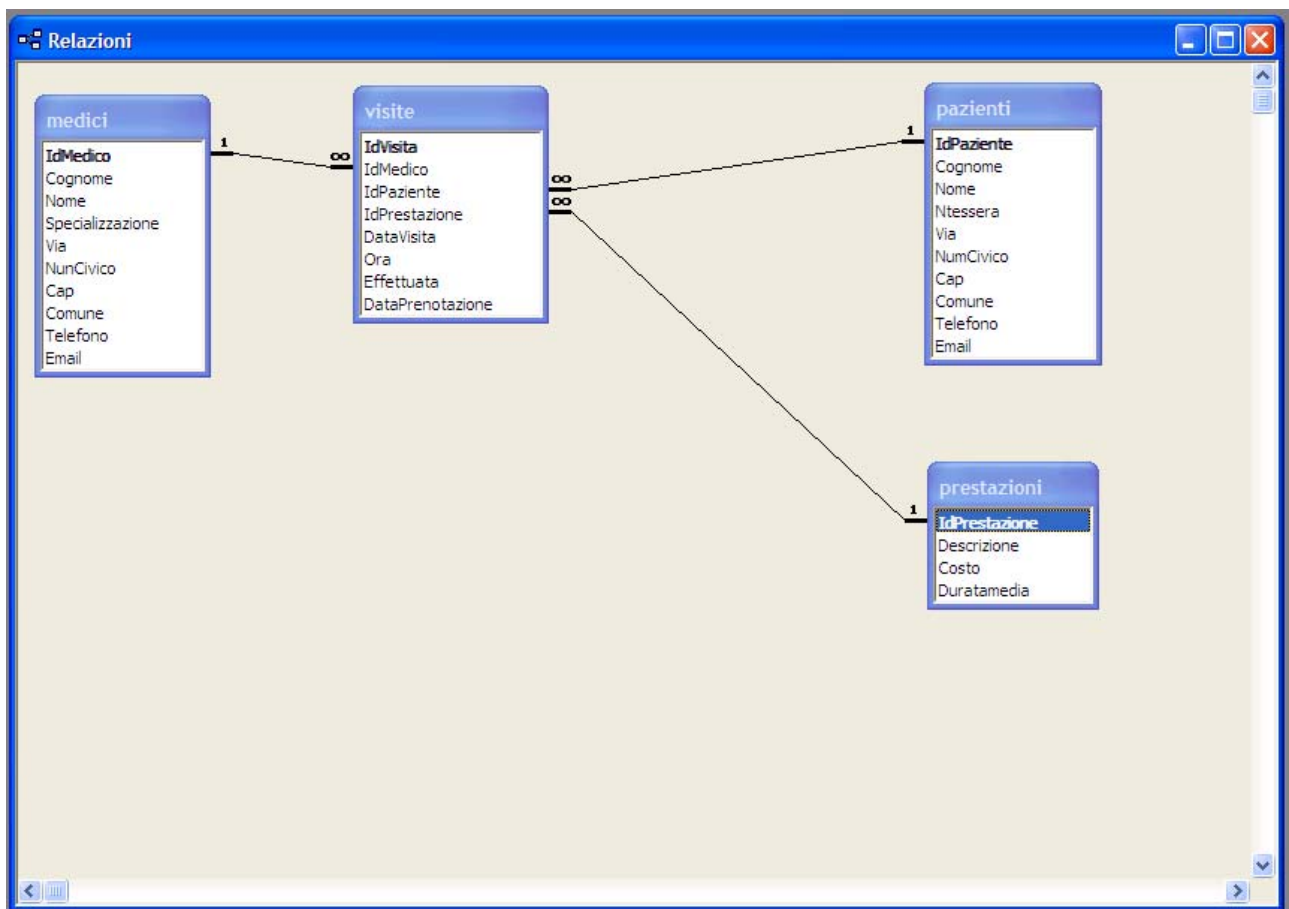 Relazioni
medici
IdMedico
Cognome
Nome
Specializzazione
Via
NunCivico
Cap
Comune
Telefono
Email
1
∞
visite
IdVisita
IdMedico
IdPaziente
IdPrestazione
DataVisita
Ora
Effettuata
DataPrenotazione
∞
∞
1
pazienti
IdPaziente
Cognome
Nome
Ntessera
Via
NumCivico
Cap
Comune
Telefono
Email
1
prestazioni
IdPrestazione
Descrizione
Costo
Duratamedia